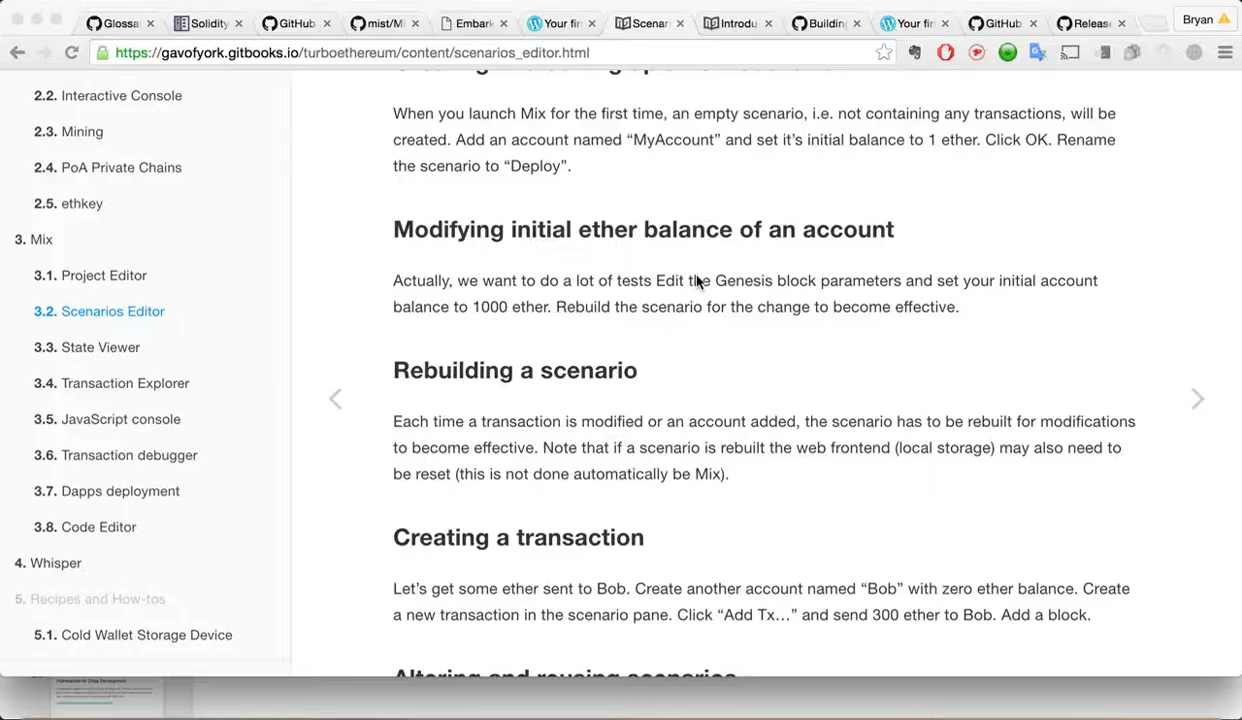 Glossa
Solidity
GitHub
mist/M
Embark
Your fir
Scenar
Introdu
Building
Your fir
GitHub
Release
Bryan
https://gavofyork.gitbooks.io/turboethereum/content/scenarios_editor.html
2.2. Interactive Console
2.3. Mining
2.4. PoA Private Chains
2.5. ethkey
3. Mix
3.1. Project Editor
3.2. Scenarios Editor
3.3. State Viewer
3.4. Transaction Explorer
3.5. JavaScript console
3.6. Transaction debugger
3.7. Dapps deployment
3.8. Code Editor
4. Whisper
5. Recipes and How-tos
5.1. Cold Wallet Storage Device
When you launch Mix for the first time, an empty scenario, i.e. not containing any transactions, will be
created. Add an account named “MyAccount” and set it’s initial balance to 1 ether. Click OK. Rename
the scenario to “Deploy”.
Modifying initial ether balance of an account
Actually, we want to do a lot of tests Edit the Genesis block parameters and set your initial account
balance to 1000 ether. Rebuild the scenario for the change to become effective.
Rebuilding a scenario
Each time a transaction is modified or an account added, the scenario has to be rebuilt for modifications
to become effective. Note that if a scenario is rebuilt the web frontend (local storage) may also need to
be reset (this is not done automatically be Mix).
Creating a transaction
Let’s get some ether sent to Bob. Create another account named “Bob” with zero ether balance. Create
a new transaction in the scenario pane. Click “Add Tx…” and send 300 ether to Bob. Add a block.
Altering and reusing scenarios